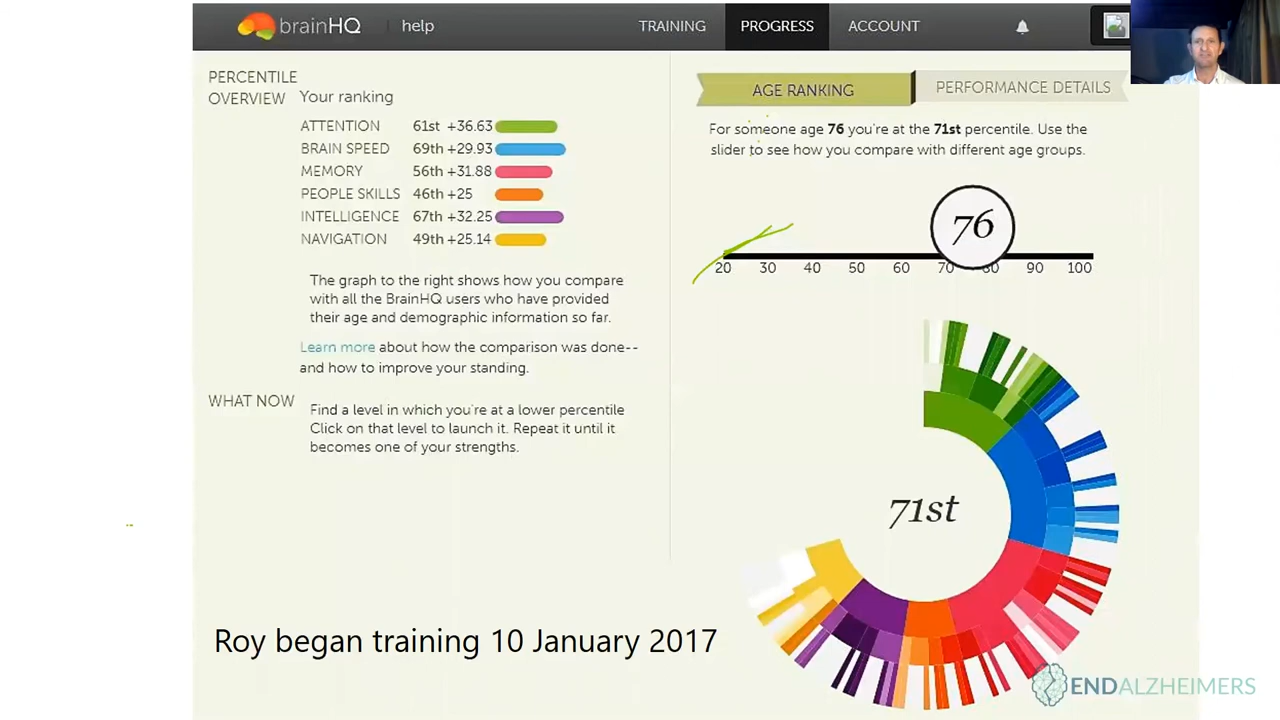 brainHQ help TRAINING PROGRESS ACCOUNT
PERCENTILE
OVERVIEW
Your ranking
ATTENTION 61st +36.63
BRAIN SPEED 69th +29.93
MEMORY 56th +31.88
PEOPLE SKILLS 46th +25
INTELLIGENCE 67th +32.25
NAVIGATION 49th +25.14
The graph to the right shows how you compare
with all the BrainHQ users who have provided
their age and demographic information so far.
Learn more about how the comparison was done--
and how to improve your standing.
WHAT NOW
Find a level in which you're at a lower percentile
Click on that level to launch it. Repeat it until it
becomes one of your strengths.
AGE RANKING PERFORMANCE DETAILS
For someone age 76 you're at the 71st percentile. Use the
slider to see how you compare with different age groups.
76
20 30 40 50 60 70 80 90 100
71st
Roy began training 10 January 2017
ENDALZHEIMERS